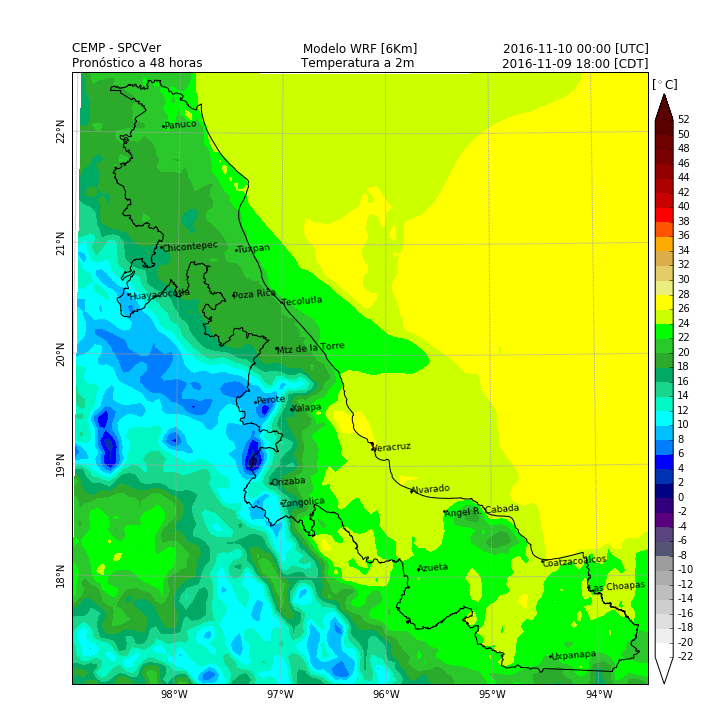 CEMP - SPCVer Modelo WRF [6Km] 2016-11-10 00:00 [UTC]
Pronóstico a 48 horas Temperatura a 2m 2016-11-09 18:00 [CDT]
[°C]
52
50
48
46
44
42
40
38
36
34
32
30
28
26
24
22
20
18
16
14
12
10
8
6
4
2
0
-2
-4
-6
-8
-10
-12
-14
-16
-18
-20
-22
22°N
21°N
20°N
19°N
18°N
Panuco
Chicontepec
Tuxpan
Huayacocotla
Poza Rica
Tecolutla
Mtz de la Torre
Perote
Xalapa
Veracruz
Orizaba
Alvarado
Zongolica
Angel R. Cabada
Azueta
Coatzacoalcos
Las Choapas
Uxpanapa
98°W 97°W 96°W 95°W 94°W